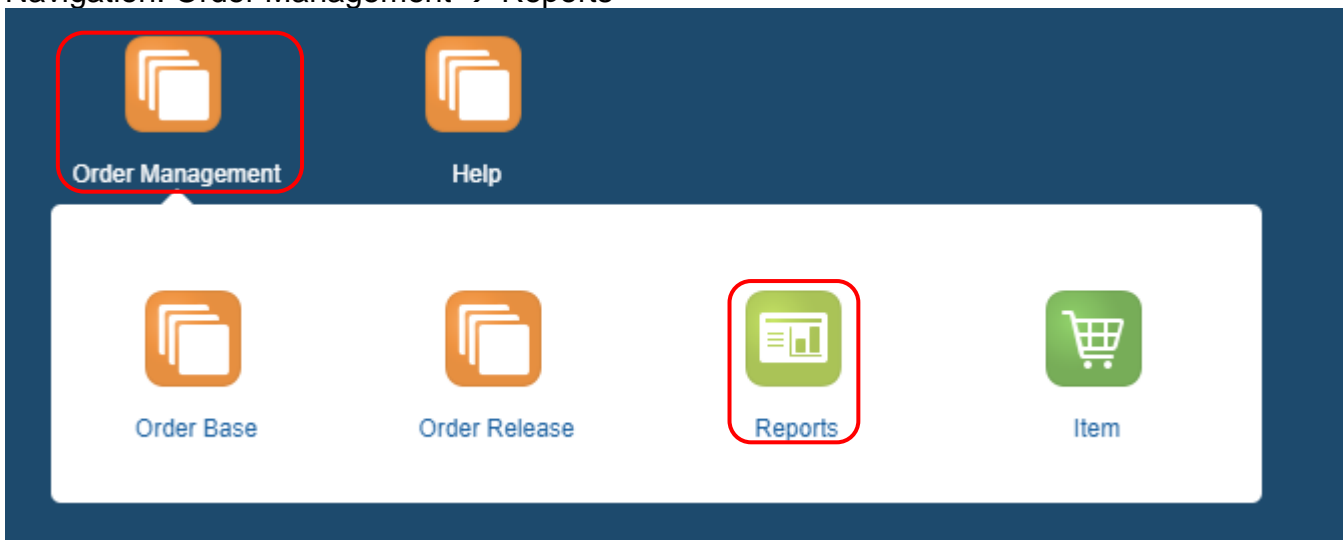 Navigation: Order Management → Reports
Order Management Help
Order Base Order Release Reports Item